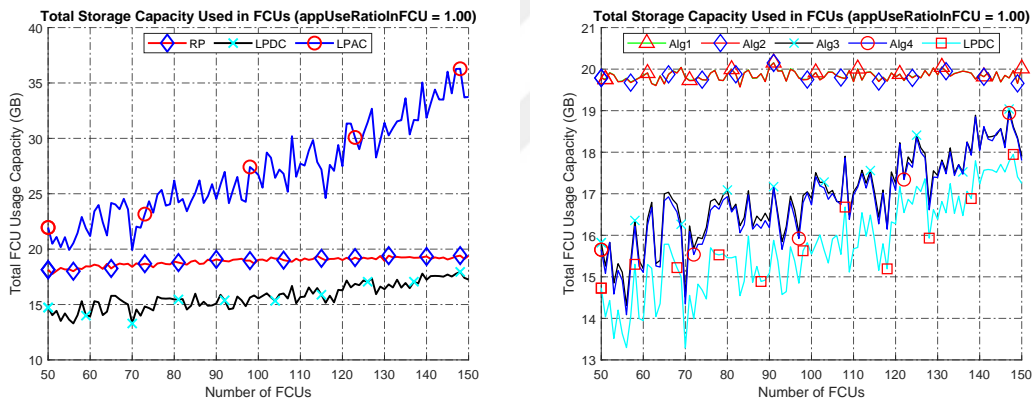 Total Storage Capacity Used in FCUs (appUseRatioInFCU = 1.00)
RP LPDC LPAC
40
35
30
25
20
15
10
Total FCU Usage Capacity (GB)
50 60 70 80 90 100 110 120 130 140 150
Number of FCUs
Total Storage Capacity Used in FCUs (appUseRatioInFCU = 1.00)
Alg1 Alg2 Alg3 Alg4 LPDC
21
20
19
18
17
16
15
14
13
Total FCU Usage Capacity (GB)
50 60 70 80 90 100 110 120 130 140 150
Number of FCUs